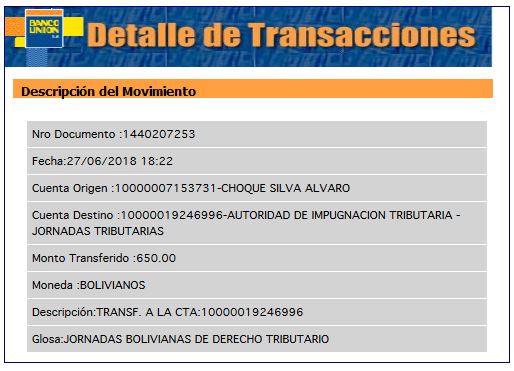 BANCO
UNION S.A.
Detalle de Transacciones
Descripción del Movimiento
Nro Documento :1440207253
Fecha:27/06/2018 18:22
Cuenta Origen :10000007153731-CHOQUE SILVA ALVARO
Cuenta Destino :10000019246996-AUTORIDAD DE IMPUGNACION TRIBUTARIA -
JORNADAS TRIBUTARIAS
Monto Transferido :650.00
Moneda :BOLIVIANOS
Descripción:TRANSF. A LA CTA:10000019246996
Glosa:JORNADAS BOLIVIANAS DE DERECHO TRIBUTARIO